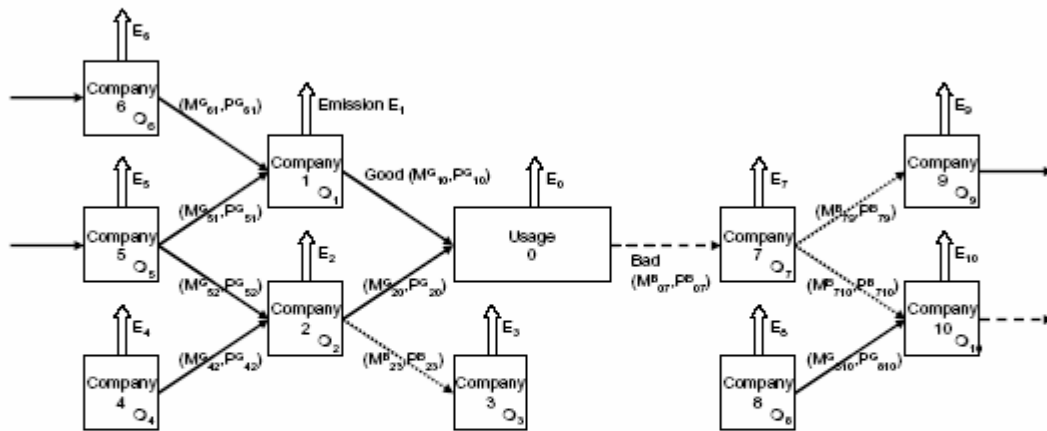 E6
Company
6
O6
(MG61,PG61)
Emission E1
Company
1
O1
E5
Company
5
O5
(MG51,PG51)
(MG52,PG52)
Good (MG10,PG10)
E0
Usage
0
E2
Company
2
O2
(MG20,PG20)
E4
Company
4
O4
(MG42,PG42)
(MB23,PB23)
E3
Company
3
O3
Bad
(MB07,PB07)
E7
Company
7
O7
(MB79,PB79)
E9
Company
9
O9
(MB710,PB710)
E10
Company
10
O10
E8
Company
8
O8
(MG810,PG810)